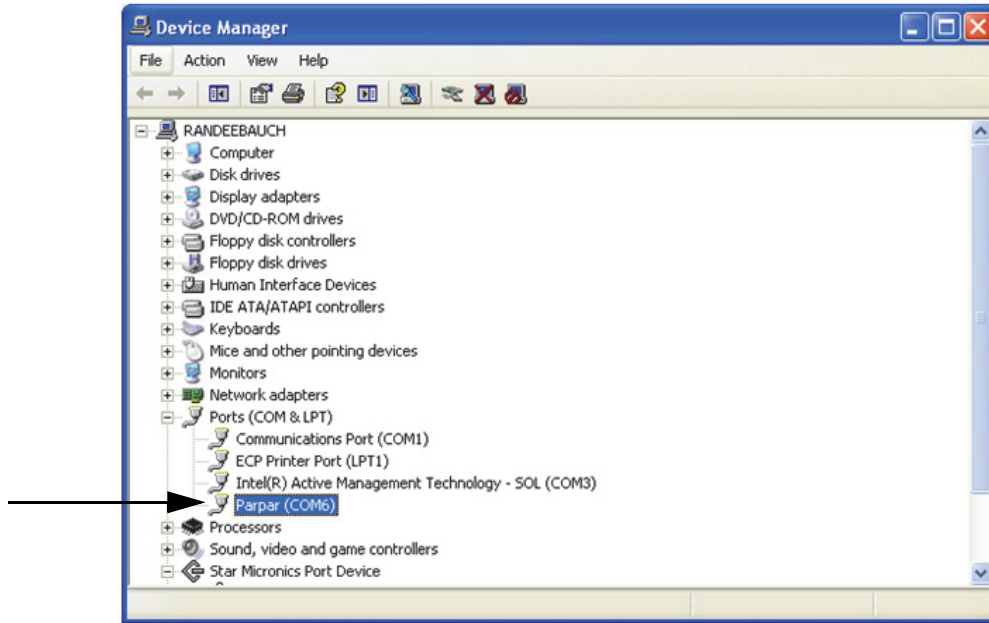 Device Manager
File Action View Help
RANDEEBAUCH
Computer
Disk drives
Display adapters
DVD/CD-ROM drives
Floppy disk controllers
Floppy disk drives
Human Interface Devices
IDE ATA/ATAPI controllers
Keyboards
Mice and other pointing devices
Monitors
Network adapters
Ports (COM & LPT)
Communications Port (COM1)
ECP Printer Port (LPT1)
Intel(R) Active Management Technology - SOL (COM3)
Parpar (COM6)
Processors
Sound, video and game controllers
Star Micronics Port Device